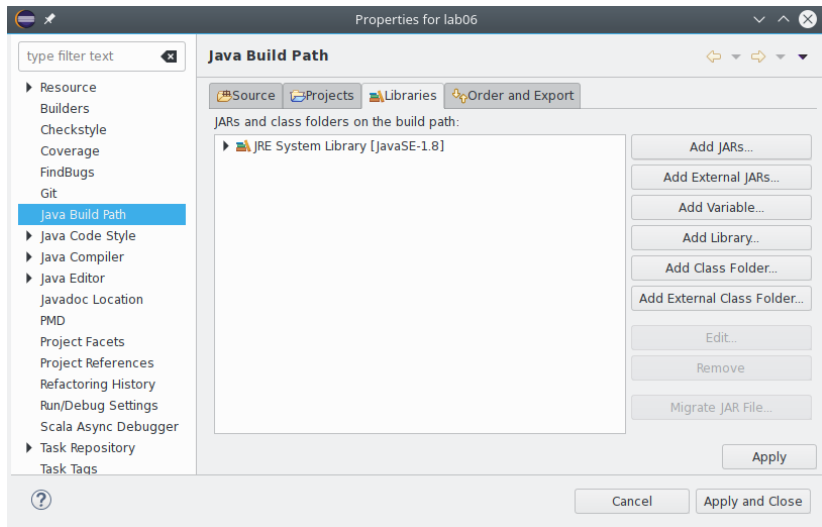 Properties for lab06
type filter text
Resource
Builders
Checkstyle
Coverage
FindBugs
Git
Java Build Path
Java Code Style
Java Compiler
Java Editor
Javadoc Location
PMD
Project Facets
Project References
Refactoring History
Run/Debug Settings
Scala Async Debugger
Task Repository
Task Tags
Java Build Path
Source Projects Libraries Order and Export
JARs and class folders on the build path:
JRE System Library [JavaSE-1.8]
Add JARs...
Add External JARs...
Add Variable...
Add Library...
Add Class Folder...
Add External Class Folder...
Edit...
Remove
Migrate JAR File...
Apply
? Cancel Apply and Close